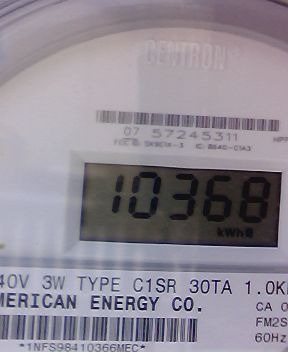 CENTRON®
07 57245311
10368
kWh
40V 3W TYPE C1SR 30TA 1.0K
MERICAN ENERGY CO.
CA 0
FM2S
60Hz
*1NFS98410366MEC*